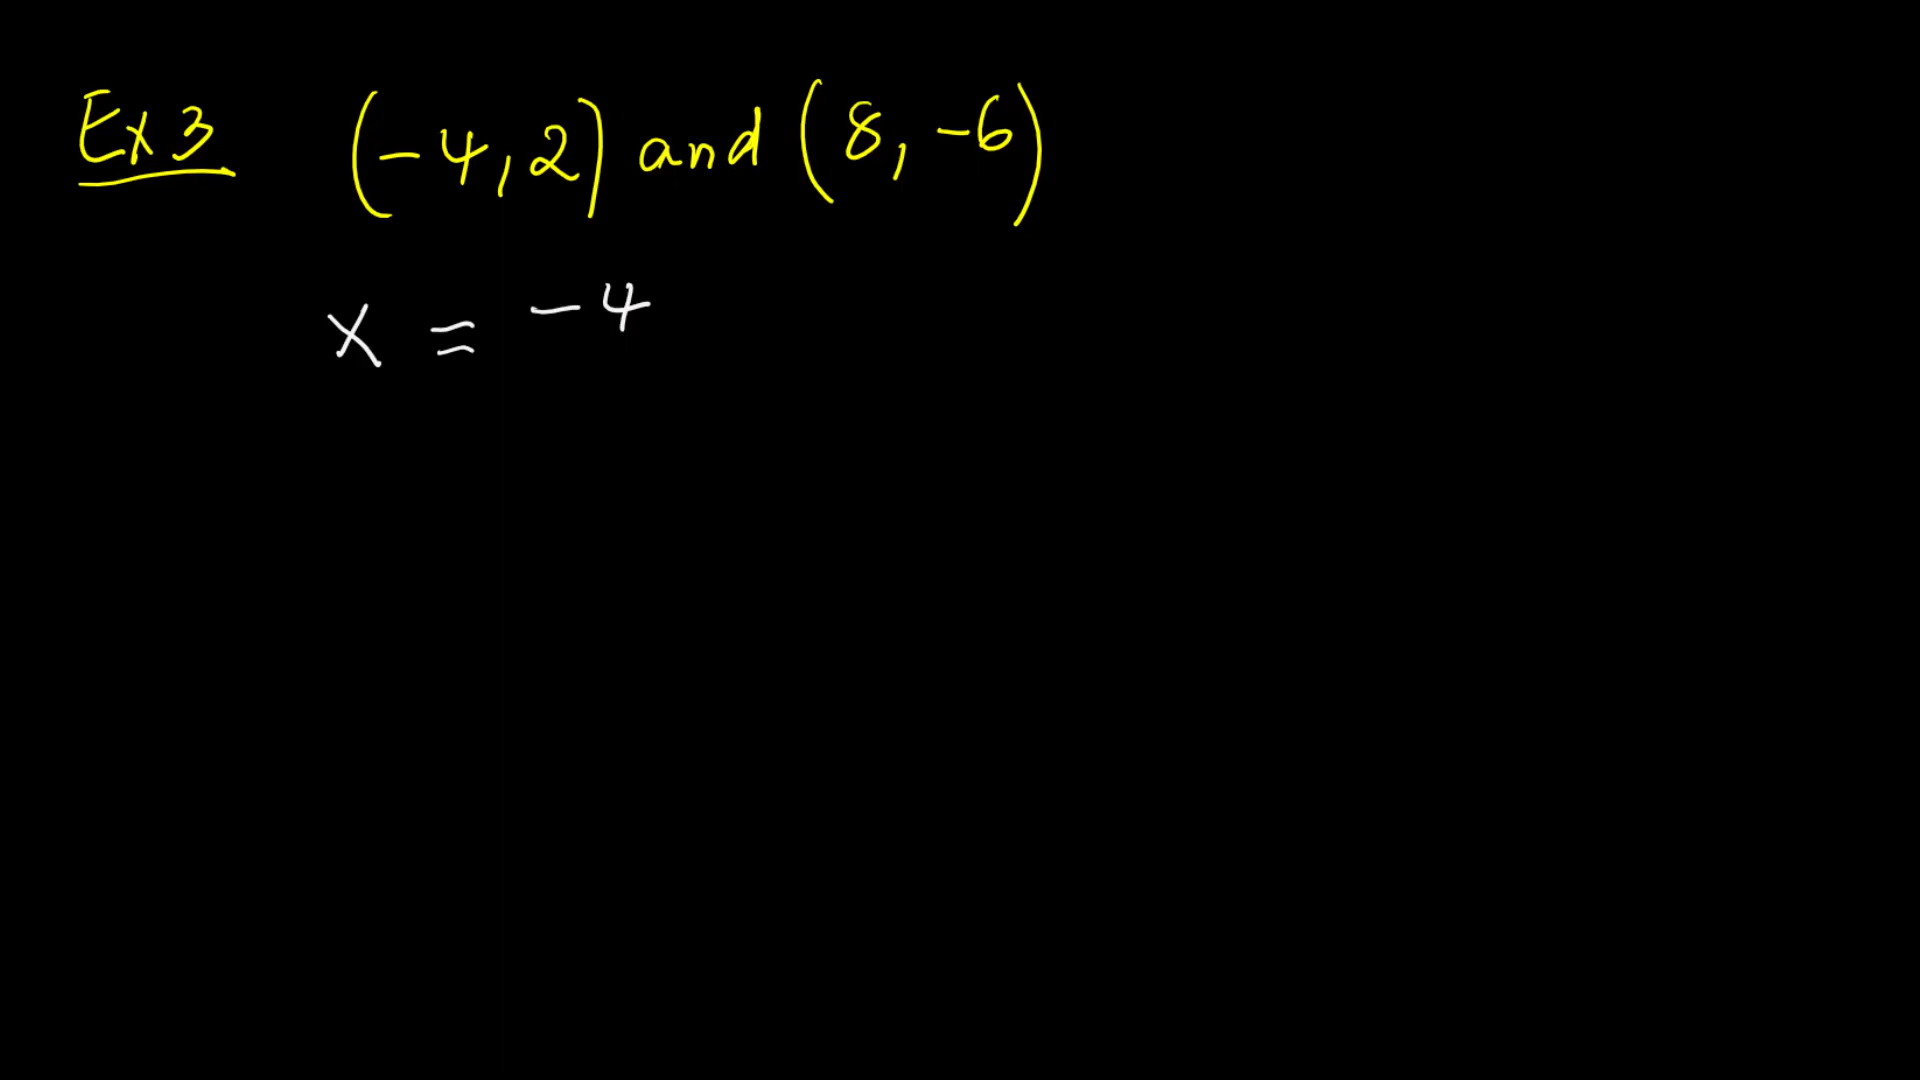 Ex 3 (-4, 2) and (8, -6)
x = -4